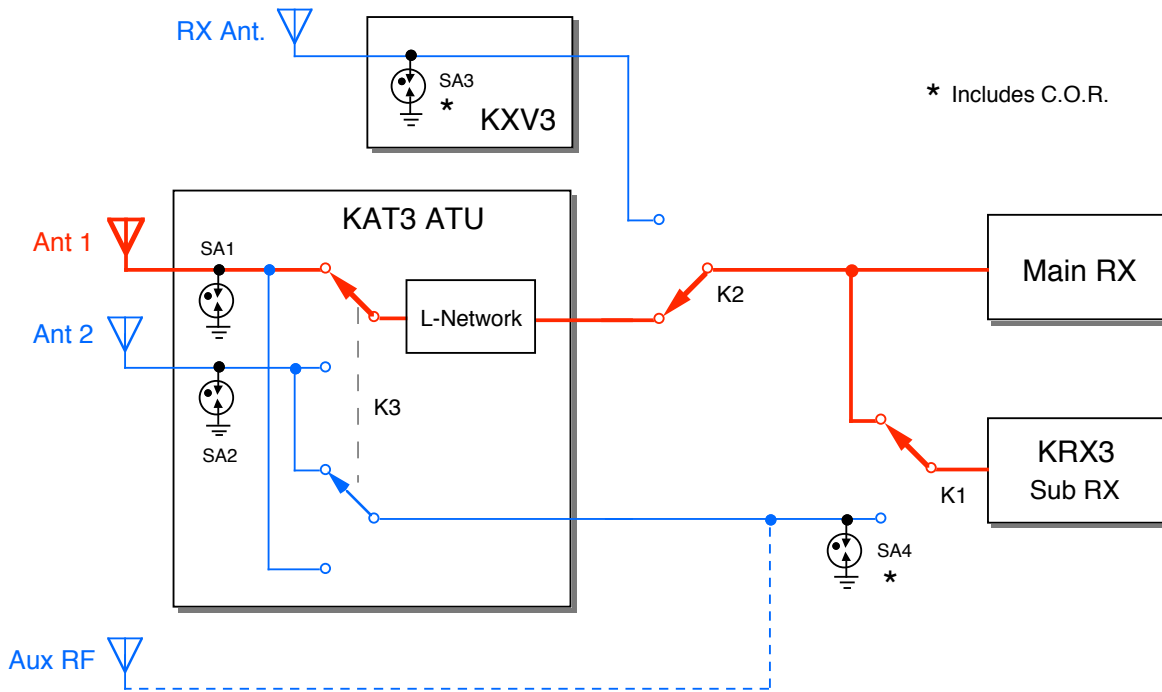 RX Ant.
SA3
*
KXV3
* Includes C.O.R.
Ant 1
SA1
KAT3 ATU
L-Network
K2
Main RX
Ant 2
SA2
K3
K1
KRX3
Sub RX
SA4
*
Aux RF